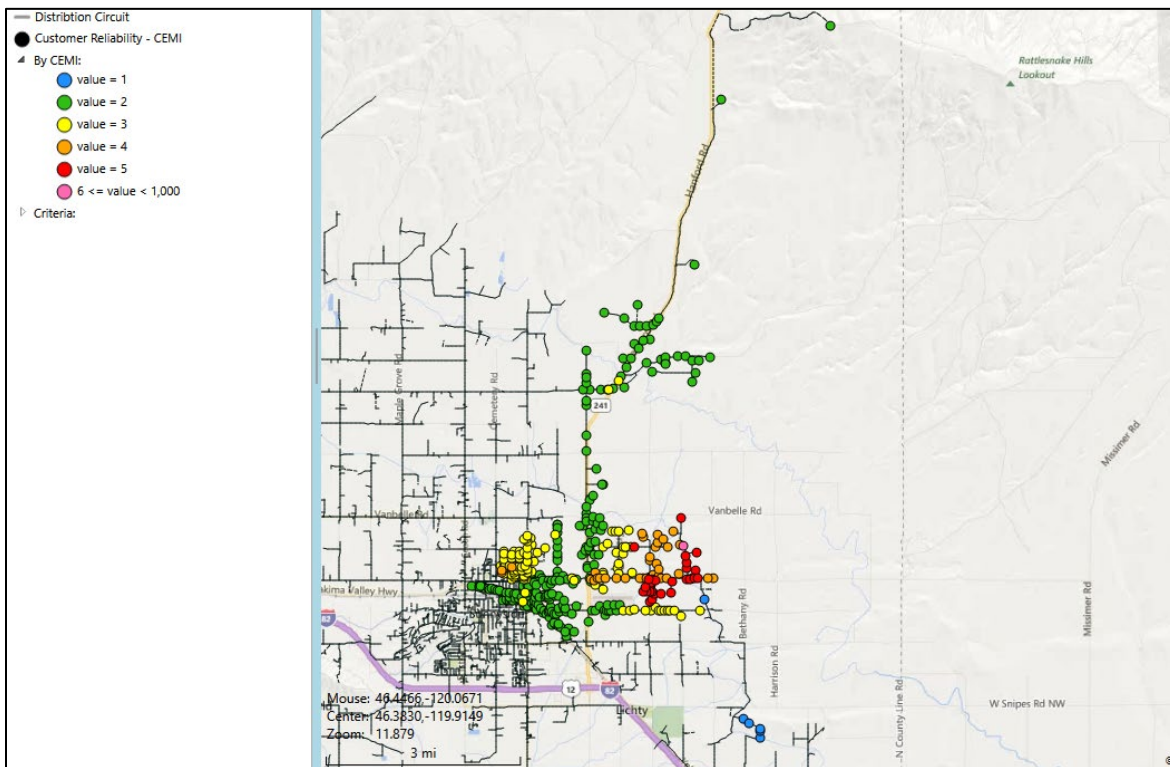 Distribtion Circuit
Customer Reliability - CEMI
By CEMI:
value = 1
value = 2
value = 3
value = 4
value = 5
6 <= value < 1,000
Criteria:
Rattlesnake Hills
Lookout
Hanford Rd
Maple Grove Rd
Cemetery Rd
241
Missimer Rd
Vanbelle Rd
Vanbelle Rd
akima Valley Hwy
82
Bethany Rd
Harrison Rd
Missimer Rd
12
82
Lichty
N County Line Rd
W Snipes Rd NW
Mouse: 46.4466,-120.0671
Center: 46.3830,-119.9149
Zoom: 11.879
3 mi